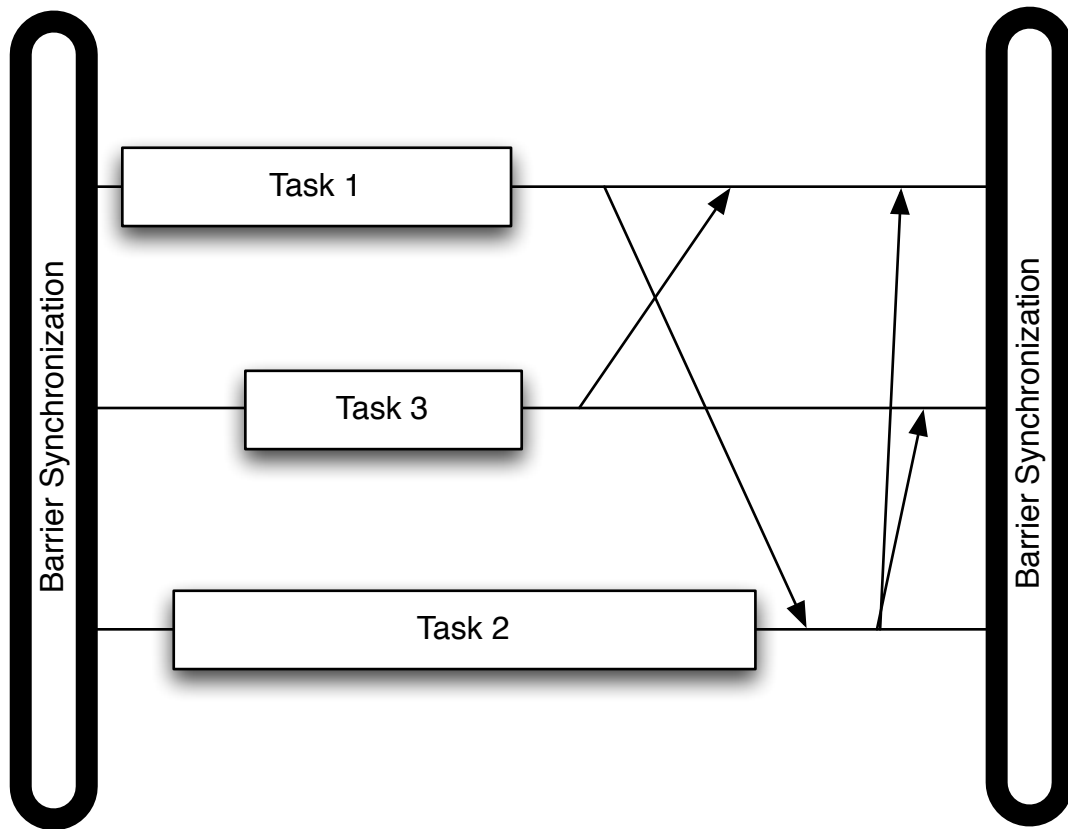 Barrier Synchronization
Task 1
Task 3
Task 2
Barrier Synchronization